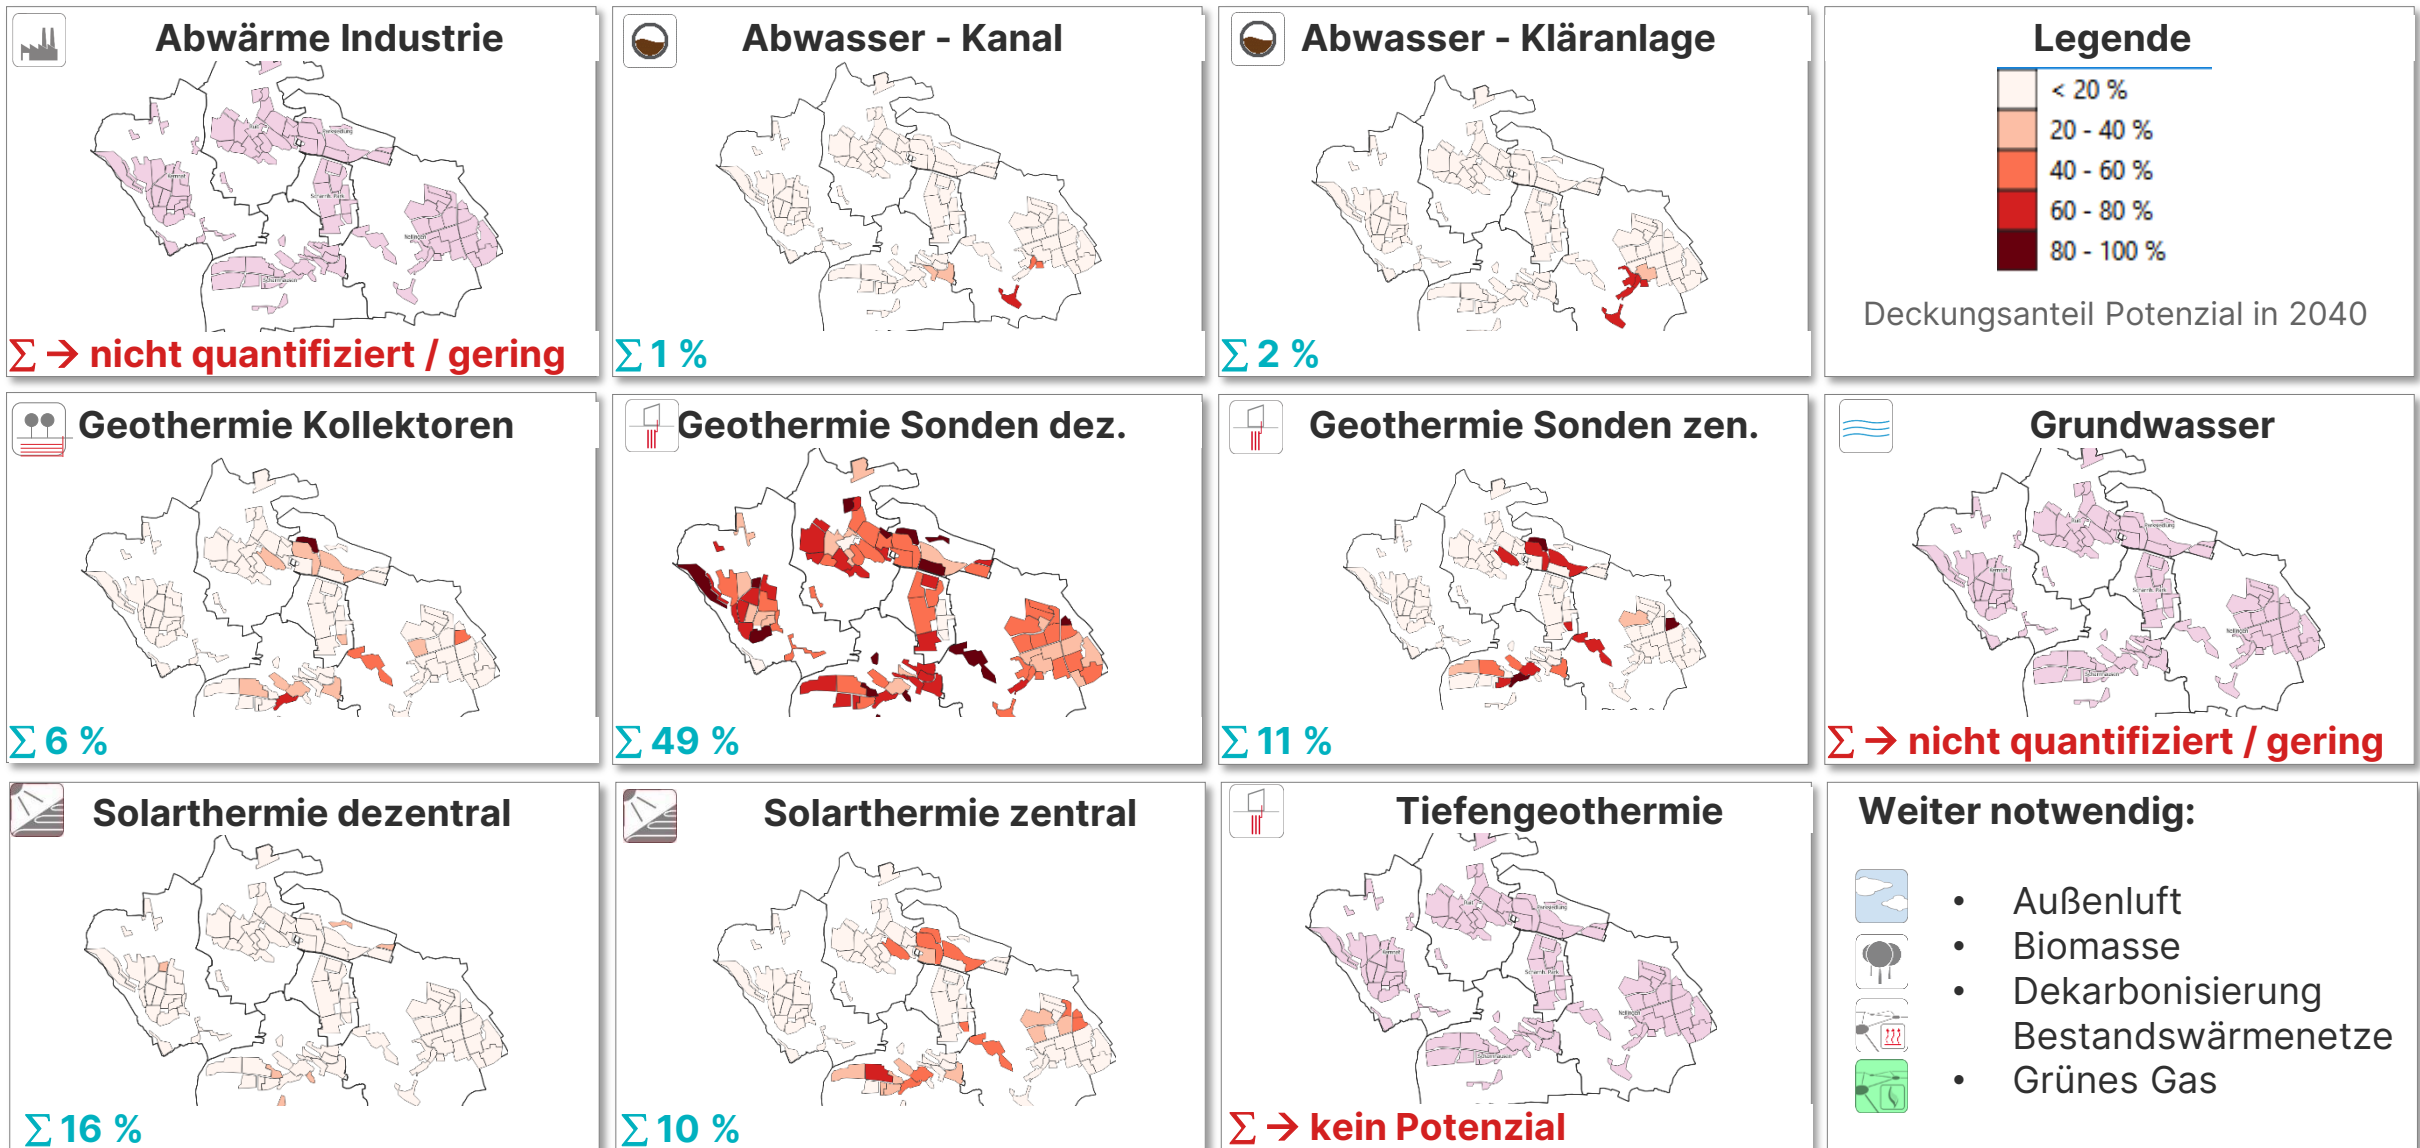 Abwärme Industrie
Σ → nicht quantifiziert / gering
Abwasser - Kanal
Σ 1 %
Abwasser - Kläranlage
Σ 2 %
Legende
< 20 %
20 - 40 %
40 - 60 %
60 - 80 %
80 - 100 %
Deckungsanteil Potenzial in 2040
Geothermie Kollektoren
Σ 6 %
Geothermie Sonden dez.
Σ 49 %
Geothermie Sonden zen.
Σ 11 %
Grundwasser
Σ → nicht quantifiziert / gering
Solarthermie dezentral
Σ 16 %
Solarthermie zentral
Σ 10 %
Tiefengeothermie
Σ → kein Potenzial
Weiter notwendig:
• Außenluft
• Biomasse
• Dekarbonisierung
Bestandswärmenetze
• Grünes Gas